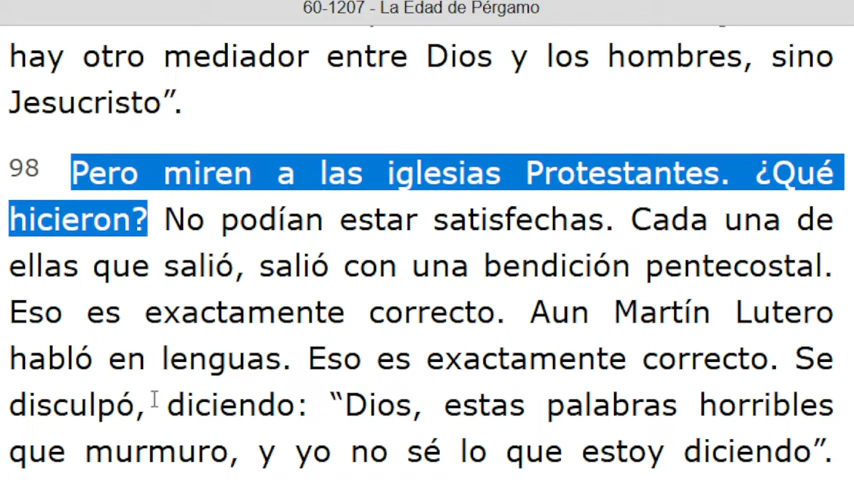 60-1207 - La Edad de Pérgamo
hay otro mediador entre Dios y los hombres, sino
Jesucristo”.
98 Pero miren a las iglesias Protestantes. ¿Qué
hicieron? No podían estar satisfechas. Cada una de
ellas que salió, salió con una bendición pentecostal.
Eso es exactamente correcto. Aun Martín Lutero
habló en lenguas. Eso es exactamente correcto. Se
disculpó, diciendo: “Dios, estas palabras horribles
que murmuro, y yo no sé lo que estoy diciendo”.